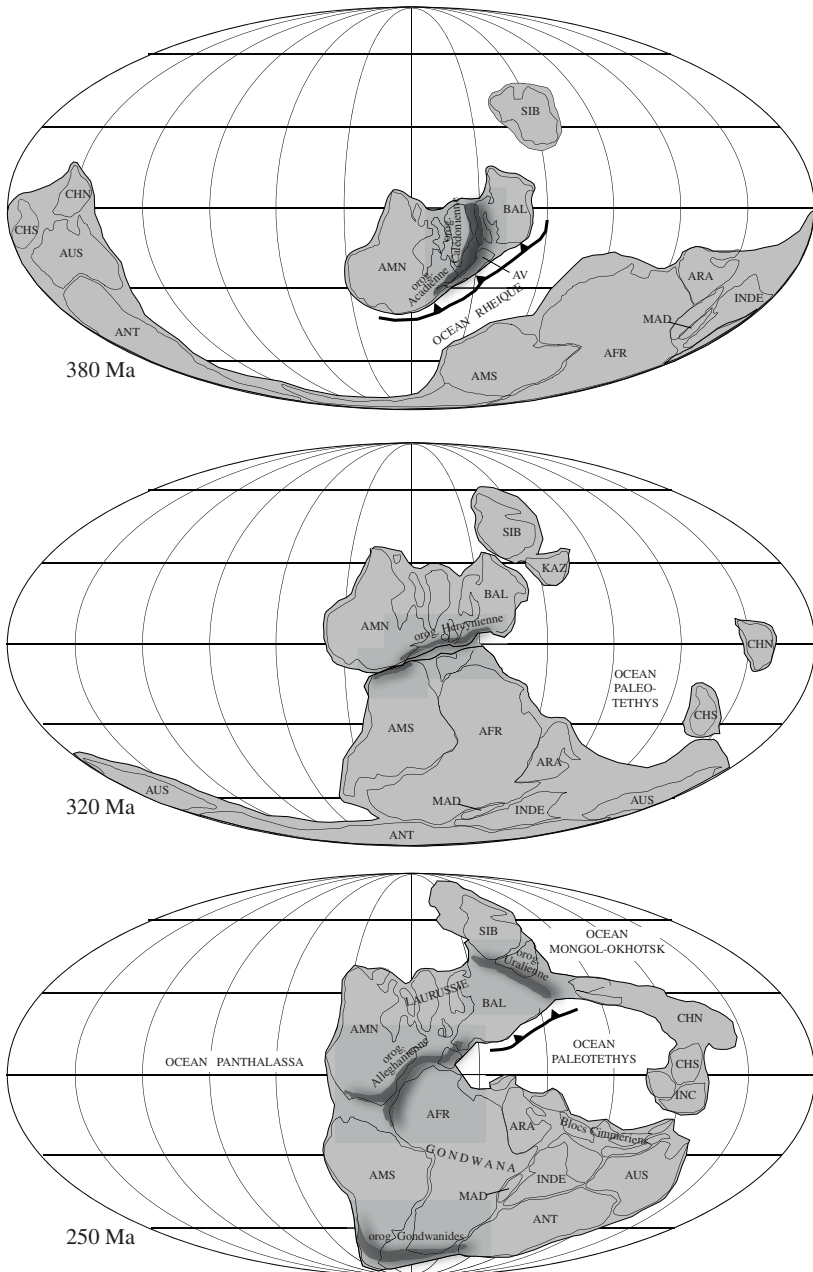 SIB
CHN
CHS
AUS
ANT
AMN
orog.
Acadienne
orog.
Calédonienne
BAL
AV
OCEAN RHEIQUE
ARA
MAD
INDE
AFR
AMS
380 Ma
SIB
KAZ
BAL
AMN
orog. Hercynienne
CHN
OCEAN
PALEO-
TETHYS
CHS
AMS
AFR
ARA
AUS
MAD
INDE
AUS
ANT
320 Ma
SIB
OCEAN
MONGOL-OKHOTSK
orog.
Uralienne
LAURUSSIE
BAL
AMN
CHN
orog.
Alleghanienne
OCEAN PANTHALASSA
OCEAN
PALEOTETHYS
CHS
INC
AFR
ARA
Blocs Cimmériens
GONDWANA
AMS
INDE
AUS
MAD
ANT
orog. Gondwanides
250 Ma